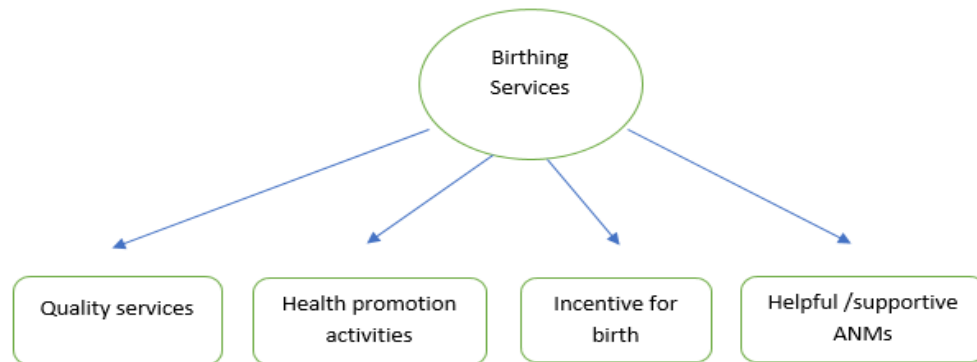 Birthing
Services
Quality services
Health promotion
activities
Incentive for
birth
Helpful /supportive
ANMs